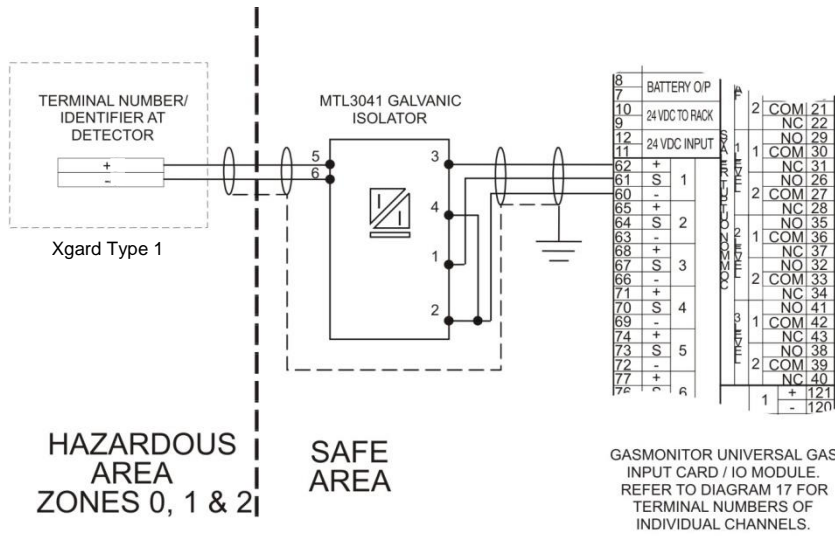 TERMINAL NUMBER/
IDENTIFIER AT
DETECTOR
+
-
Xgard Type 1
MTL3041 GALVANIC
ISOLATOR
5
6
3
4
1
2
HAZARDOUS
AREA
ZONES 0, 1 & 2
SAFE
AREA
8
7 BATTERY O/P
10
9 24 VDC TO RACK
12
11 24 VDC INPUT
62 +
61 S 1
60 -
65 +
64 S 2
63 -
68 +
67 S 3
66 -
71 +
70 S 4
69 -
74 +
73 S 5
72 -
77 +
76 S 6
2 COM 21
NC 22
NO 29
1 COM 30
NC 31
NO 26
2 COM 27
NC 28
NO 35
1 COM 36
NC 37
NO 32
2 COM 33
NC 34
NO 41
1 COM 42
NC 43
NO 38
2 COM 39
NC 40
1 + 121
- 120
GASMONITOR UNIVERSAL GAS
INPUT CARD / IO MODULE.
REFER TO DIAGRAM 17 FOR
TERMINAL NUMBERS OF
INDIVIDUAL CHANNELS.